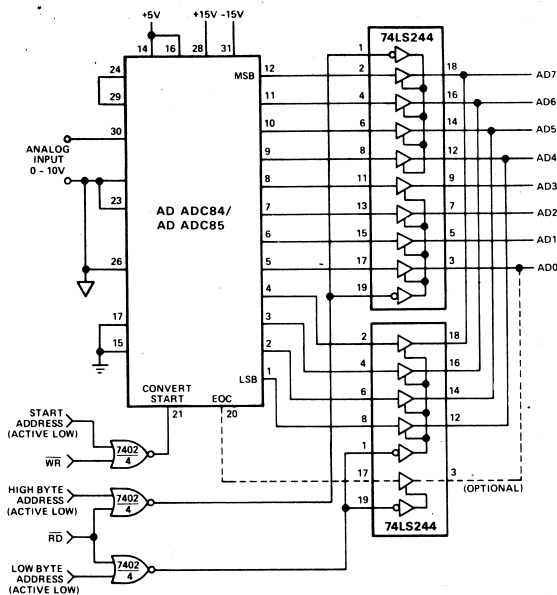 +5V
+15V -15V
14 16 28 31
74LS244
24
29
30
ANALOG
INPUT
0 - 10V
23
26
17
15
AD ADC84/
AD ADC85
MSB 12
11
10
9
8
7
6
5
4
3
2
LSB 1
CONVERT
START
21
EOC
20
1
2 18 AD7
4 16 AD6
6 14 AD5
8 12 AD4
11 9 AD3
13 7 AD2
15 5 AD1
17 3 AD0
19
2 18
4 16
6 14
8 12
1
17 3
(OPTIONAL)
19
74LS244
START
ADDRESS
(ACTIVE LOW)
WR
7402
4
HIGH BYTE
ADDRESS
(ACTIVE LOW)
7402
4
RD
LOW BYTE
ADDRESS
(ACTIVE LOW)
7402
4